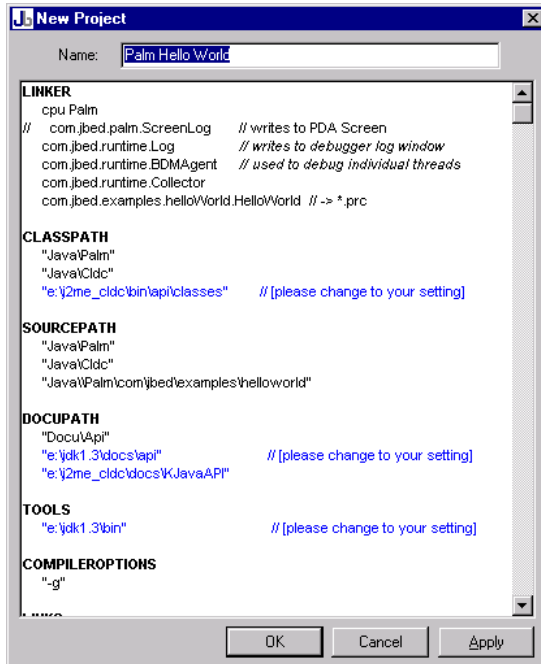 Jb New Project
Name: Palm Hello World
LINKER
cpu Palm
// com.jbed.palm.ScreenLog // writes to PDA Screen
com.jbed.runtime.Log // writes to debugger log window
com.jbed.runtime.BDMAgent // used to debug individual threads
com.jbed.runtime.Collector
com.jbed.examples.helloWorld.HelloWorld // -> *.prc
CLASSPATH
"Java\Palm"
"Java\Cldc"
"e:\j2me_cldc\bin\api\classes" // [please change to your setting]
SOURCEPATH
"Java\Palm"
"Java\Cldc"
"Java\\Palm\com\jbed\examples\helloworld"
DOCUPATH
"Docu\Api"
"e:\jdk1.3\docs\api" // [please change to your setting]
"e:\j2me_cldc\docs\KJavaAPI"
TOOLS
"e:\jdk1.3\bin" // [please change to your setting]
COMPILEROPTIONS
"-g"
OK Cancel Apply